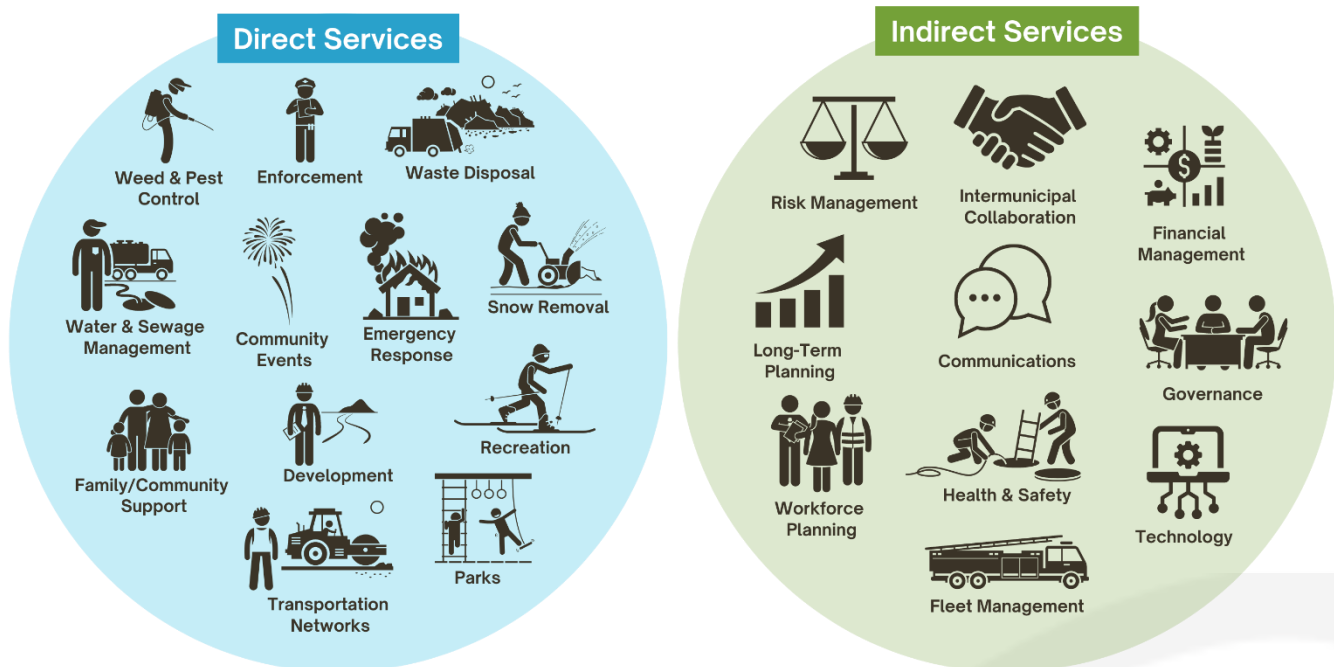 Direct Services
Weed & Pest
Control
Enforcement
Waste Disposal
Water & Sewage
Management
Community
Events
Emergency
Response
Snow Removal
Family/Community
Support
Development
Recreation
Transportation
Networks
Parks
Indirect Services
Risk Management
Intermunicipal
Collaboration
Financial
Management
Long-Term
Planning
Communications
Governance
Workforce
Planning
Health & Safety
Technology
Fleet Management